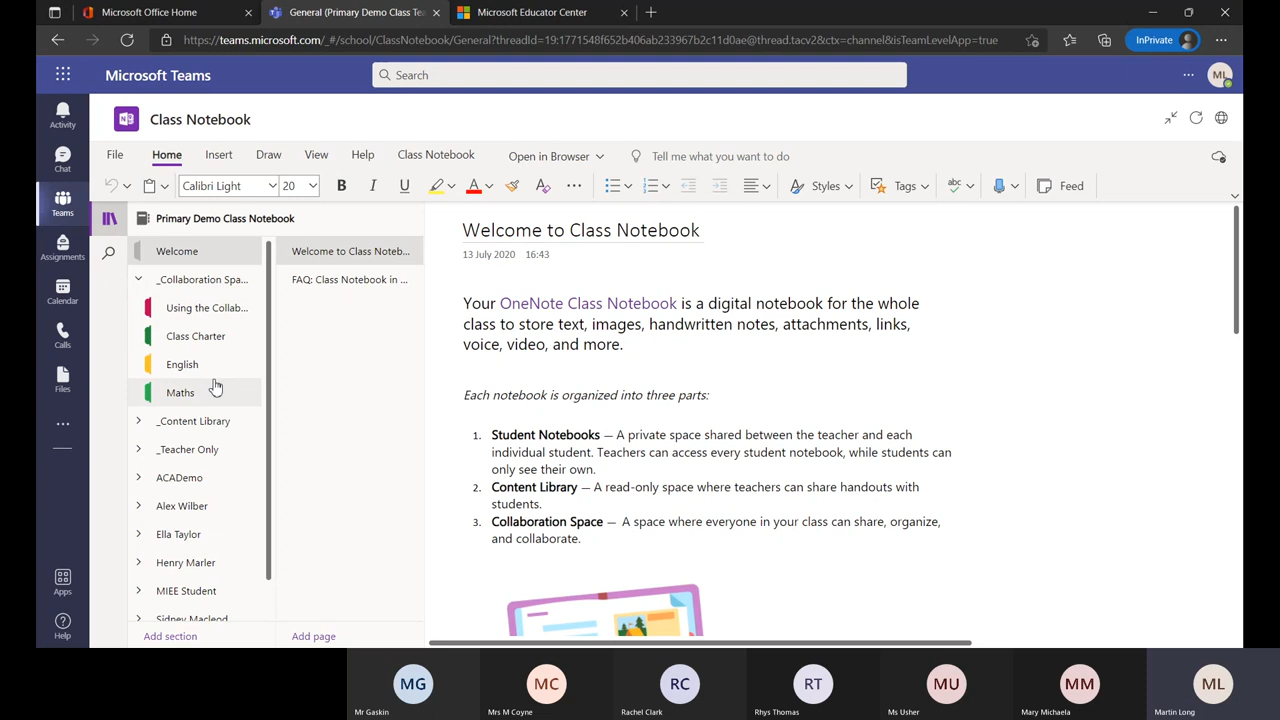 Microsoft Office Home
General (Primary Demo Class Te
Microsoft Educator Center
https://teams.microsoft.com/_#/school/ClassNotebook/General?threadId=19:1771548f652b406ab233967b2c11d0ae@thread.tacv2&ctx=channel&isTeamLevelApp=true
InPrivate
Microsoft Teams
Search
ML
Activity
Chat
Teams
Assignments
Calendar
Calls
Files
Apps
Help
Class Notebook
File
Home
Insert
Draw
View
Help
Class Notebook
Open in Browser
Tell me what you want to do
Calibri Light
20
B
I
U
A
Styles
Tags
Feed
Primary Demo Class Notebook
Welcome
_Collaboration Spa...
Using the Collab...
Class Charter
English
Maths
_Content Library
_Teacher Only
ACADemo
Alex Wilber
Ella Taylor
Henry Marler
MIEE Student
Sidney Macleod
Add section
Welcome to Class Noteb...
FAQ: Class Notebook in ...
Add page
Welcome to Class Notebook
13 July 2020 16:43
Your OneNote Class Notebook is a digital notebook for the whole
class to store text, images, handwritten notes, attachments, links,
voice, video, and more.
Each notebook is organized into three parts:
1. Student Notebooks — A private space shared between the teacher and each
individual student. Teachers can access every student notebook, while students can
only see their own.
2. Content Library — A read-only space where teachers can share handouts with
students.
3. Collaboration Space — A space where everyone in your class can share, organize,
and collaborate.
MG
Mr Gaskin
MC
Mrs M Coyne
RC
Rachel Clark
RT
Rhys Thomas
MU
Ms Usher
MM
Mary Michaela
ML
Martin Long